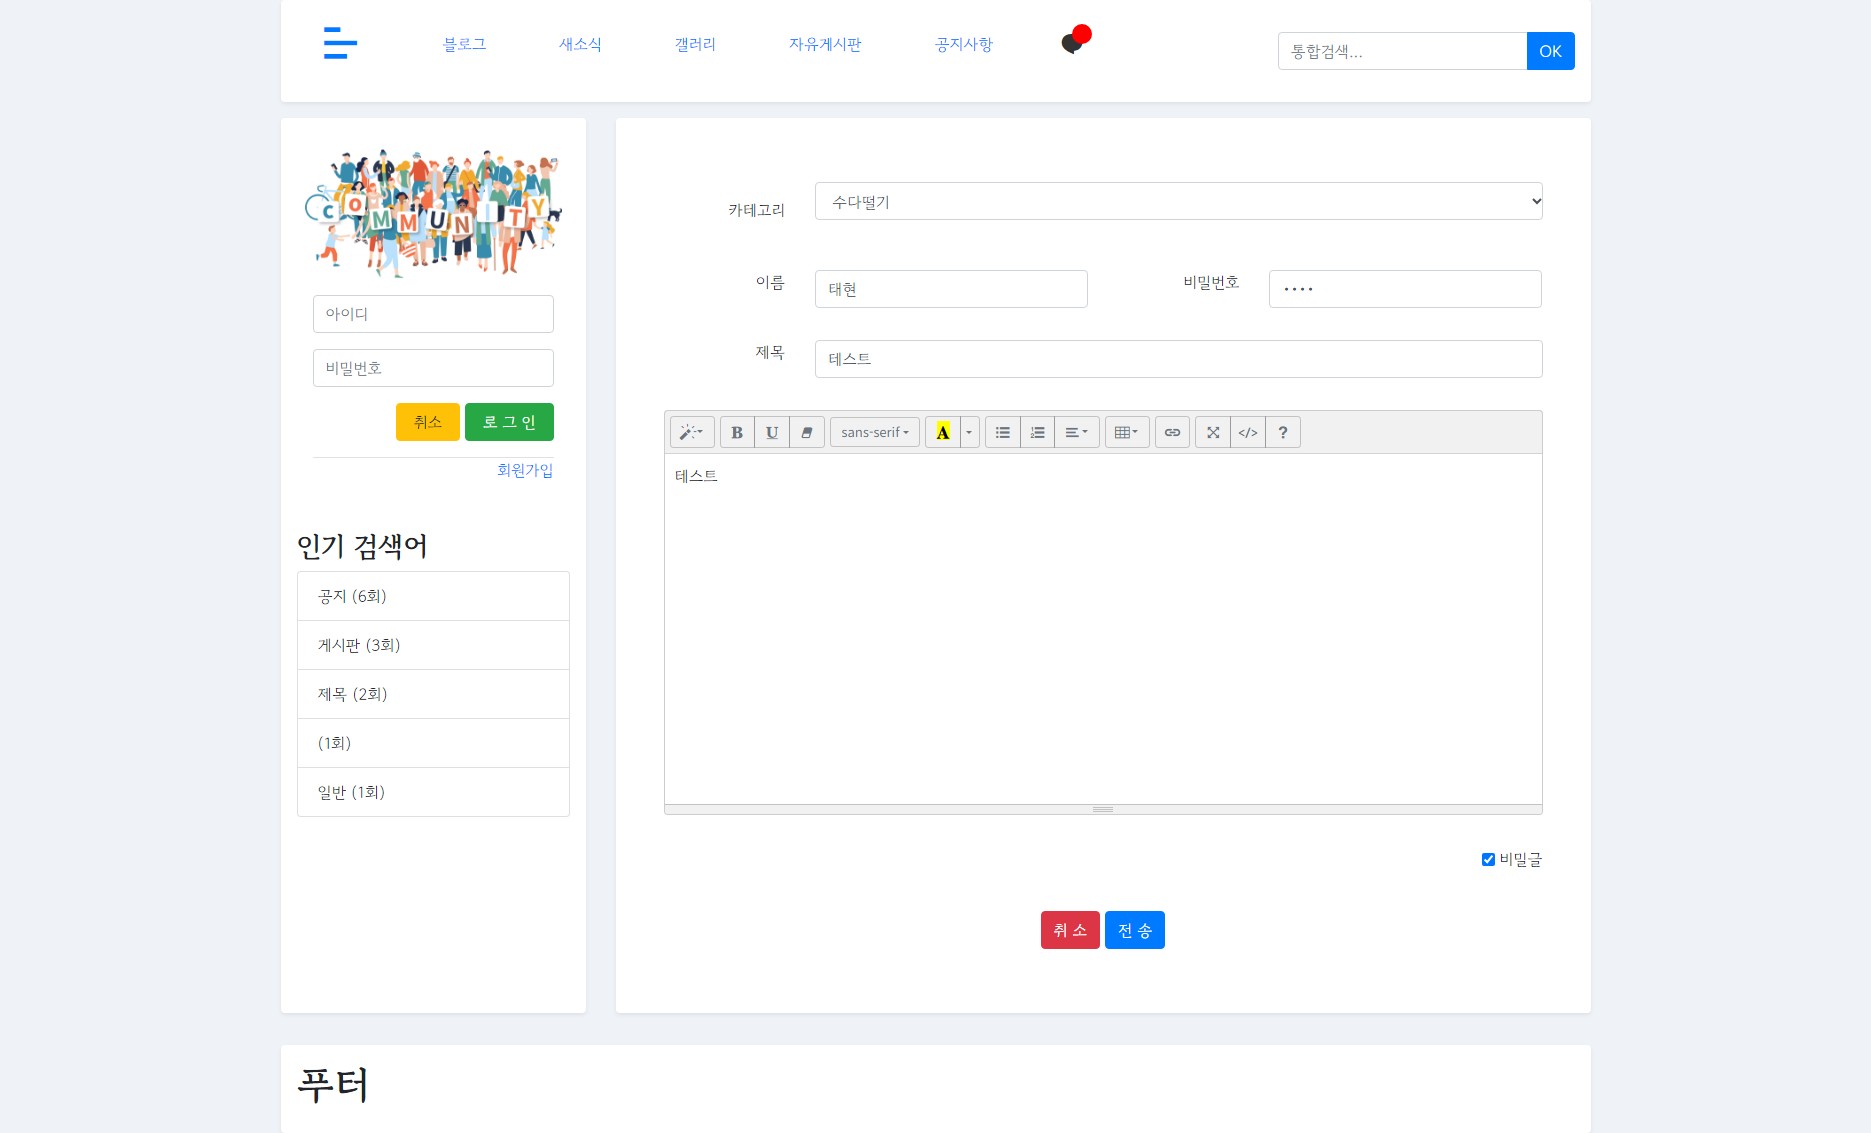 블로그 새소식 갤러리 자유게시판 공지사항 통합검색... OK
COMMUNITY
아이디
비밀번호
취소 로 그 인
회원가입
인기 검색어
공지 (6회)
게시판 (3회)
제목 (2회)
(1회)
일반 (1회)
카테고리 수다떨기
이름 태현 비밀번호 ••••
제목 테스트
B U sans-serif A </> ?
테스트
비밀글
취 소 전 송
푸터